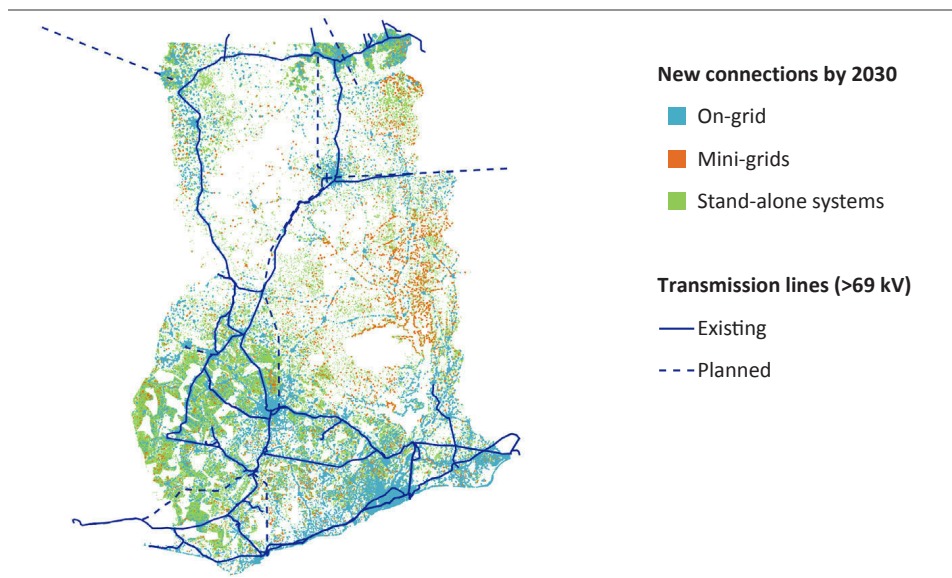 New connections by 2030
On-grid
Mini-grids
Stand-alone systems
Transmission lines (>69 kV)
Existing
Planned